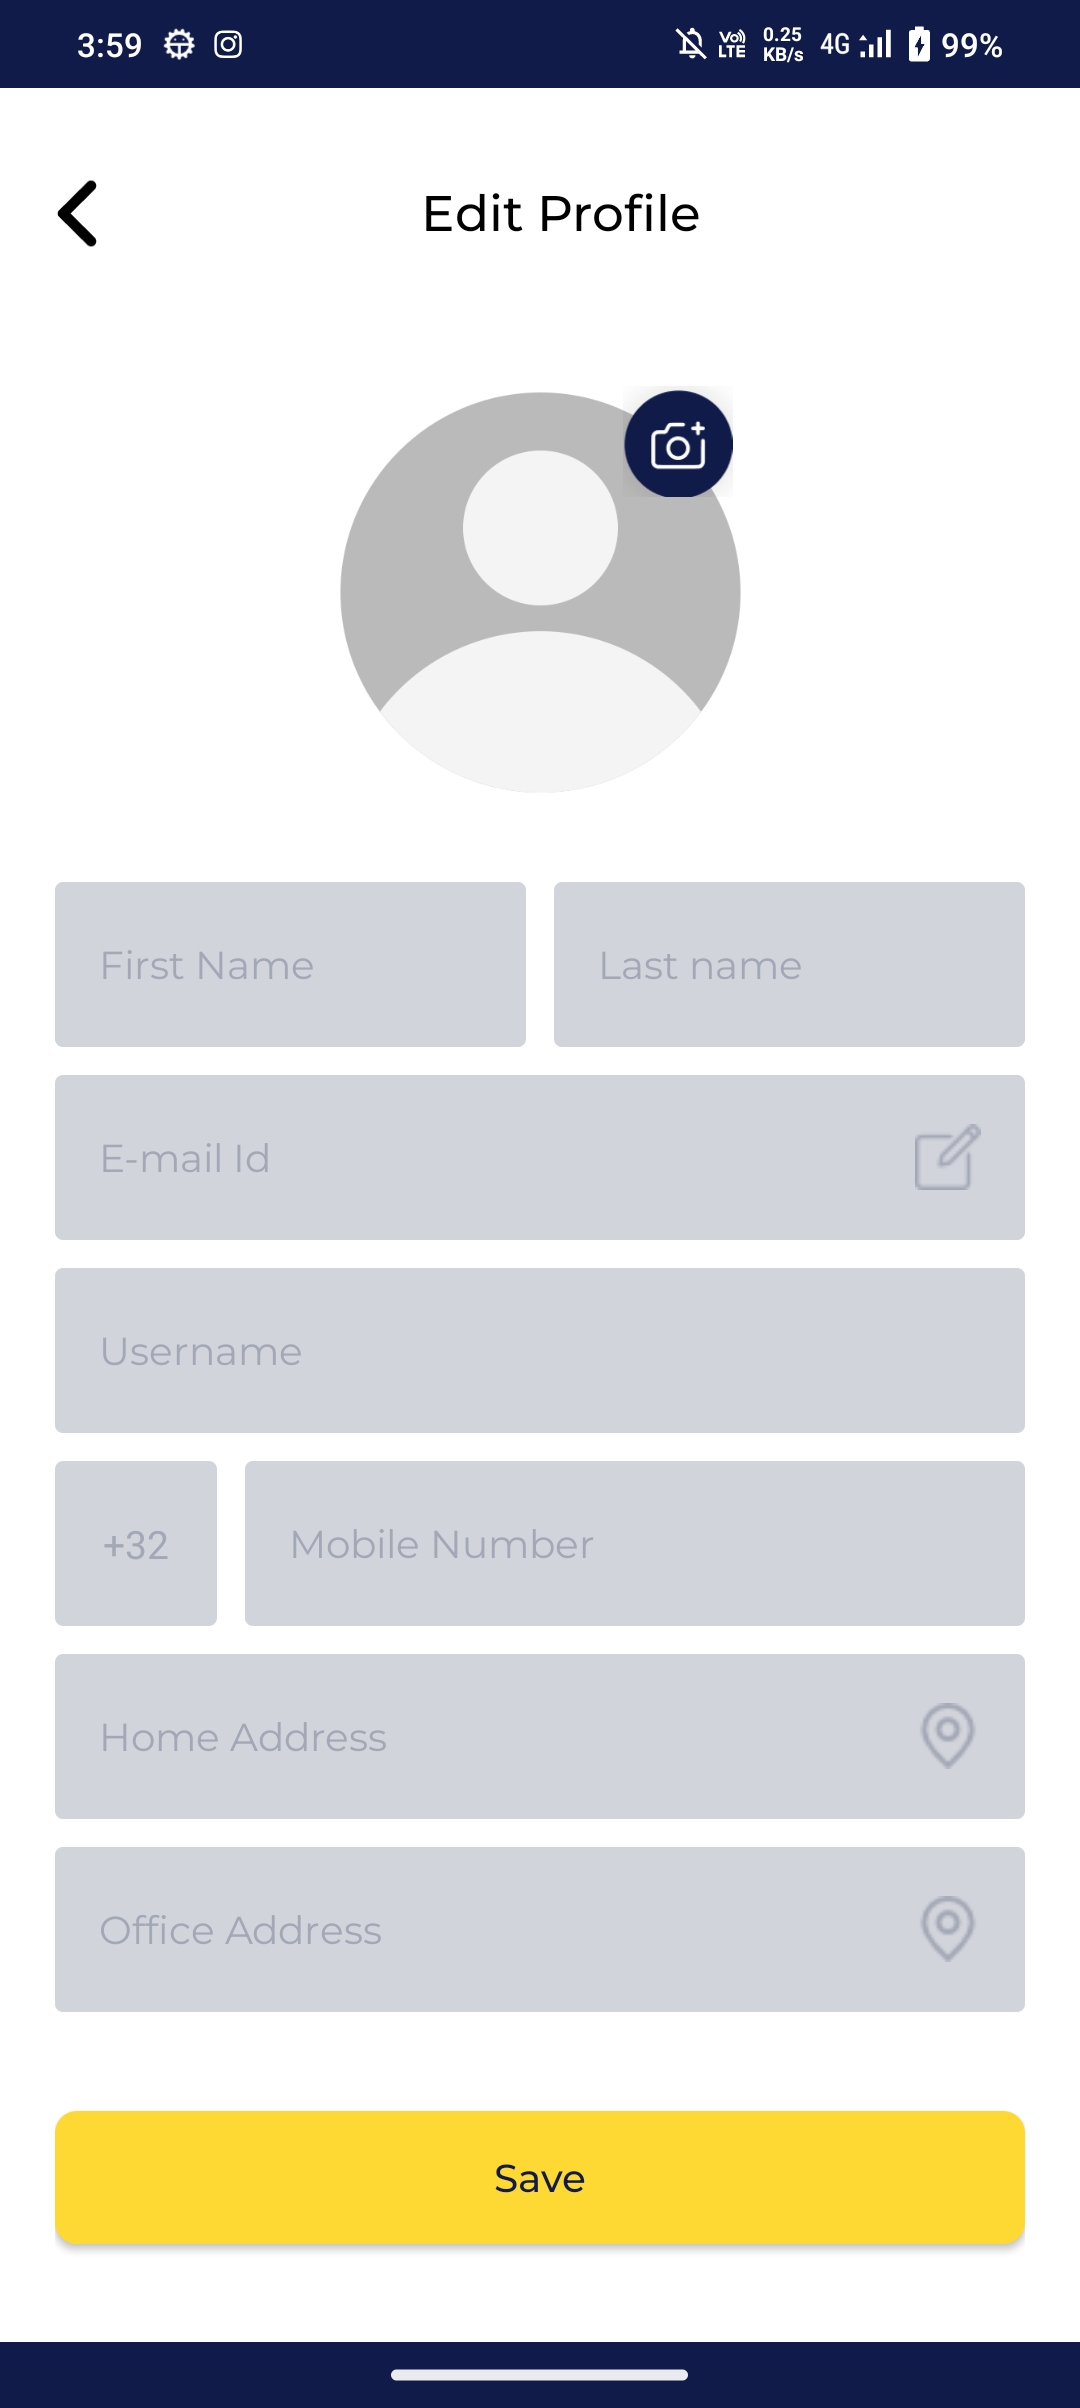 3:59 Vo) LTE 0.25 KB/s 4G 99%
Edit Profile
First Name Last name
E-mail Id
Username
+32 Mobile Number
Home Address
Office Address
Save